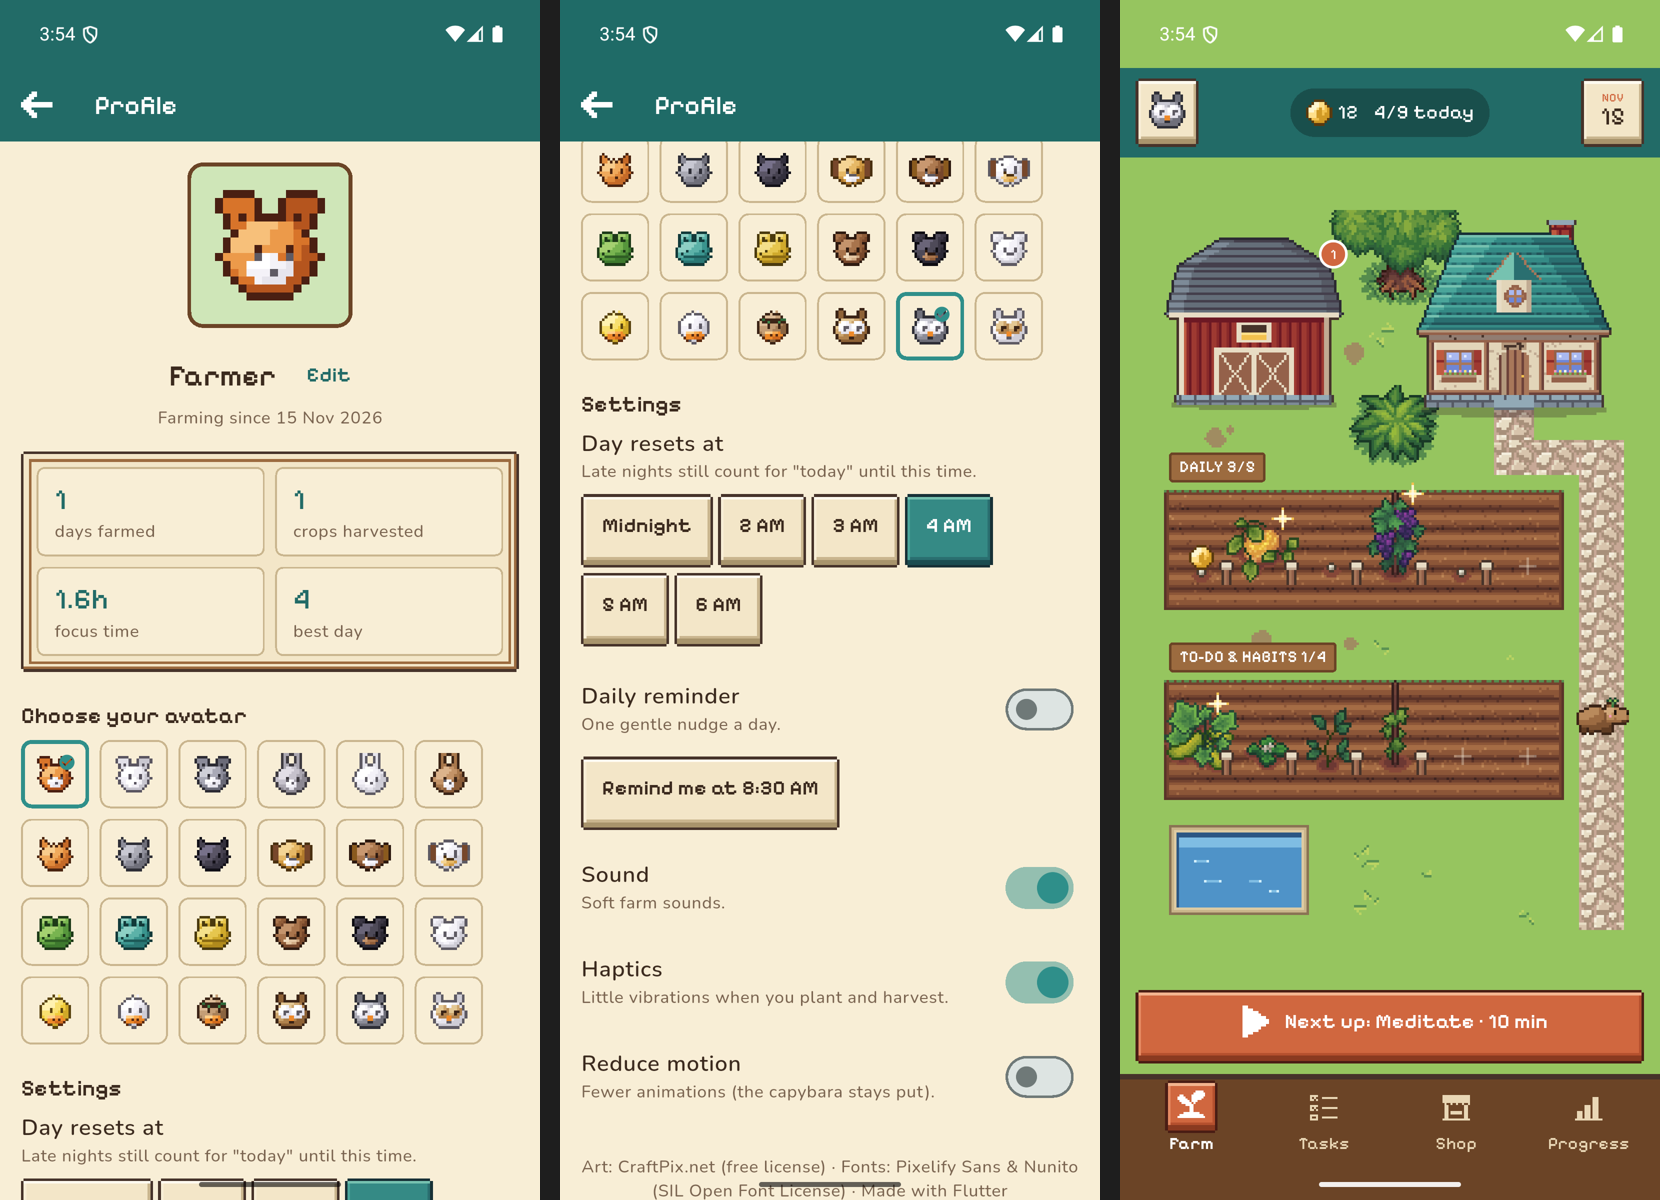 3:54
Profile
Farmer
Edit
Farming since 15 Nov 2026
1
days farmed
1
crops harvested
1.6h
focus time
4
best day
Choose your avatar
Settings
Day resets at
Late nights still count for "today" until this time.
3:54
Profile
Settings
Day resets at
Late nights still count for "today" until this time.
Midnight
2 AM
3 AM
4 AM
5 AM
6 AM
Daily reminder
One gentle nudge a day.
Remind me at 8:30 AM
Sound
Soft farm sounds.
Haptics
Little vibrations when you plant and harvest.
Reduce motion
Fewer animations (the capybara stays put).
Art: CraftPix.net (free license) · Fonts: Pixelify Sans & Nunito
(SIL Open Font License) · Made with Flutter
3:54
12 4/9 today
NOV
15
1
DAILY 3/5
TO-DO & HABITS 1/4
Next up: Meditate · 10 min
Farm
Tasks
Shop
Progress